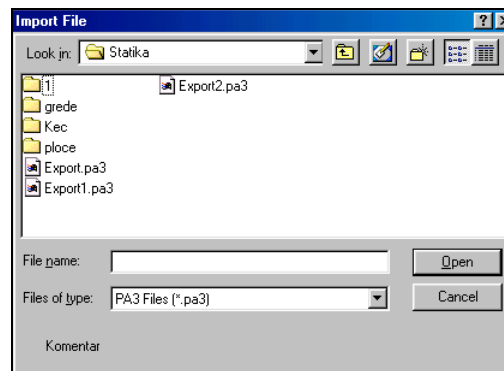 Import File
Look in: Statika
1
grede
Kec
ploce
Export.pa3
Export1.pa3
Export2.pa3
File name:
Open
Files of type: PA3 Files (*.pa3)
Cancel
Komentar